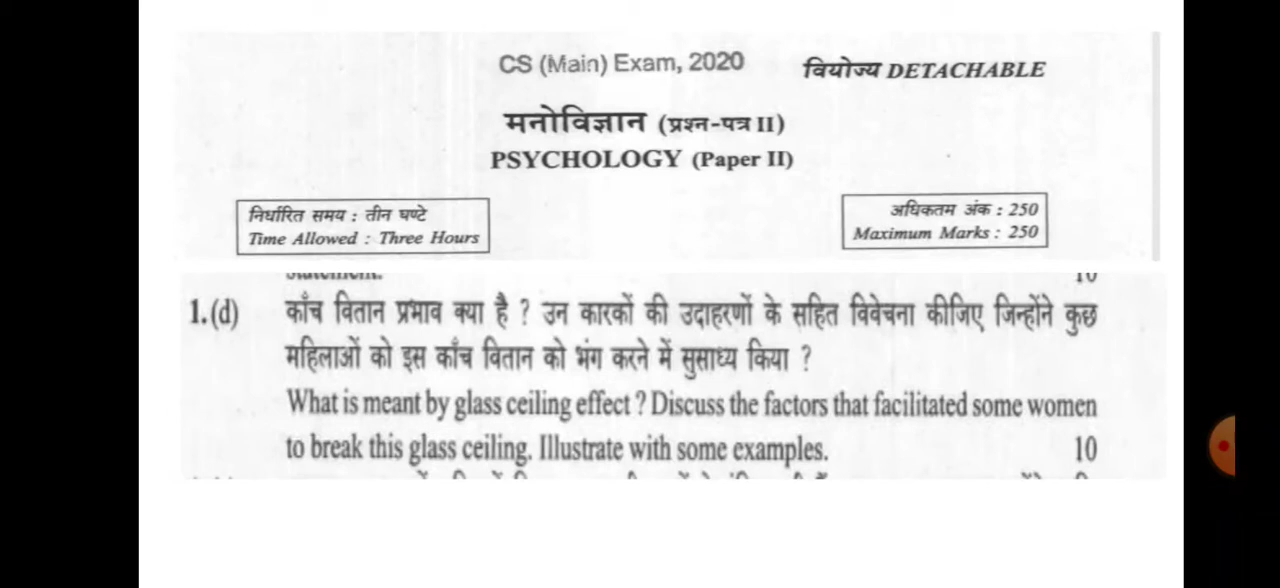 CS (Main) Exam, 2020
वियोज्य DETACHABLE
मनोविज्ञान (प्रश्न-पत्र II)
PSYCHOLOGY (Paper II)
निर्धारित समय : तीन घण्टे
Time Allowed : Three Hours
अधिकतम अंक : 250
Maximum Marks : 250
statement. 10
1.(d) काँच वितान प्रभाव क्या है ? उन कारकों की उदाहरणों के सहित विवेचना कीजिए जिन्होंने कुछ
महिलाओं को इस काँच वितान को भंग करने में सुसाध्य किया ?
What is meant by glass ceiling effect ? Discuss the factors that facilitated some women
to break this glass ceiling. Illustrate with some examples. 10